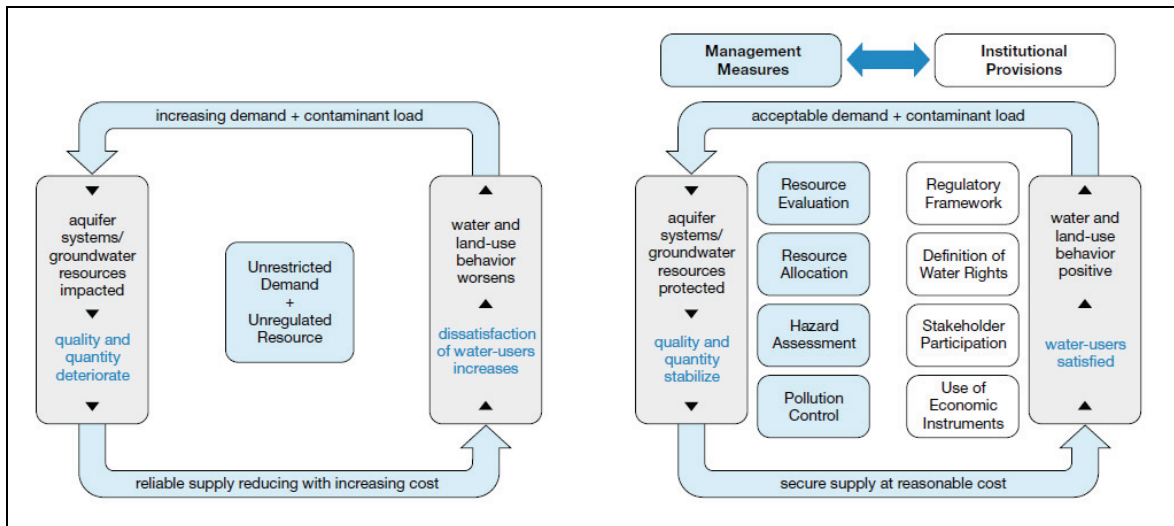 increasing demand + contaminant load
aquifer
systems/
groundwater
resources
impacted
quality and
quantity
deteriorate
Unrestricted
Demand
+
Unregulated
Resource
water and
land-use
behavior
worsens
dissatisfaction
of water-users
increases
reliable supply reducing with increasing cost
Management
Measures
Institutional
Provisions
acceptable demand + contaminant load
aquifer
systems/
groundwater
resources
protected
quality and
quantity
stabilize
Resource
Evaluation
Resource
Allocation
Hazard
Assessment
Pollution
Control
Regulatory
Framework
Definition of
Water Rights
Stakeholder
Participation
Use of
Economic
Instruments
water and
land-use
behavior
positive
water-users
satisfied
secure supply at reasonable cost